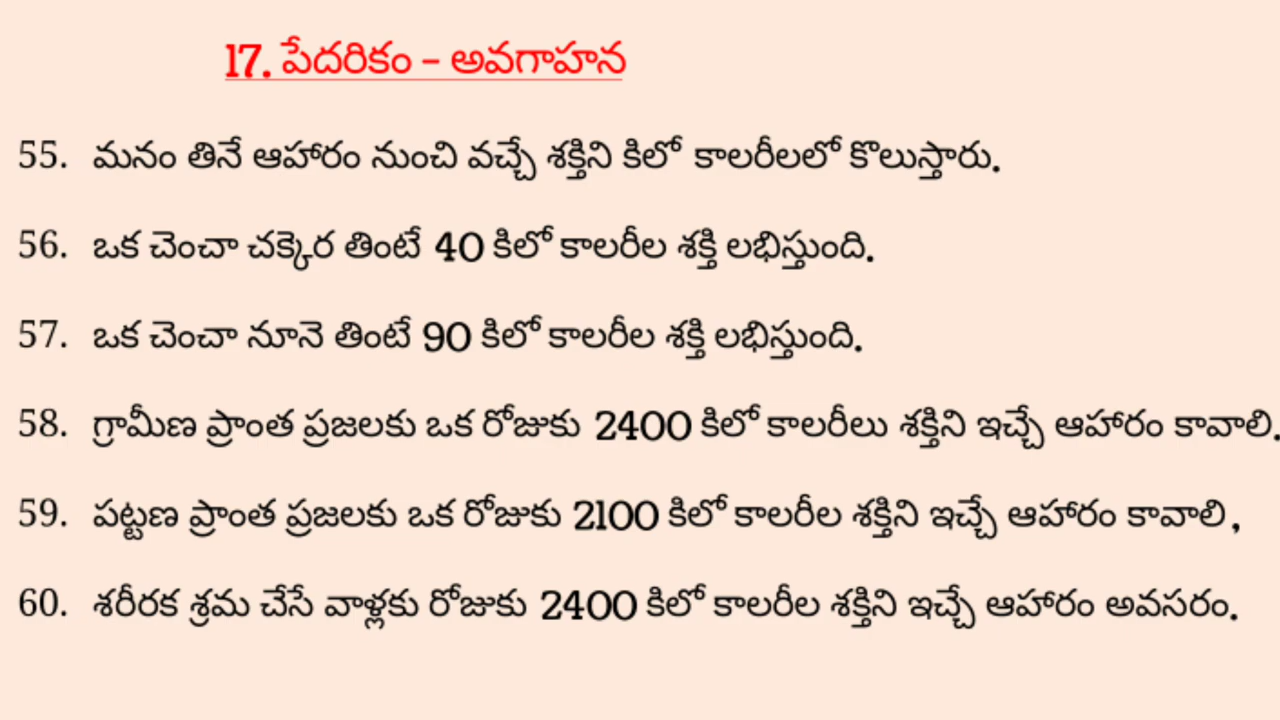 17. పేదరికం - అవగాహన
55. మనం తినే ఆహారం నుంచి వచ్చే శక్తిని కిలో కాలరీలలో కొలుస్తారు.
56. ఒక చెంచా చక్కెర తింటే 40 కిలో కాలరీల శక్తి లభిస్తుంది.
57. ఒక చెంచా నూనె తింటే 90 కిలో కాలరీల శక్తి లభిస్తుంది.
58. గ్రామీణ ప్రాంత ప్రజలకు ఒక రోజుకు 2400 కిలో కాలరీలు శక్తిని ఇచ్చే ఆహారం కావాలి.
59. పట్టణ ప్రాంత ప్రజలకు ఒక రోజుకు 2100 కిలో కాలరీల శక్తిని ఇచ్చే ఆహారం కావాలి,
60. శరీరక శ్రమ చేసే వాళ్లకు రోజుకు 2400 కిలో కాలరీల శక్తిని ఇచ్చే ఆహారం అవసరం.